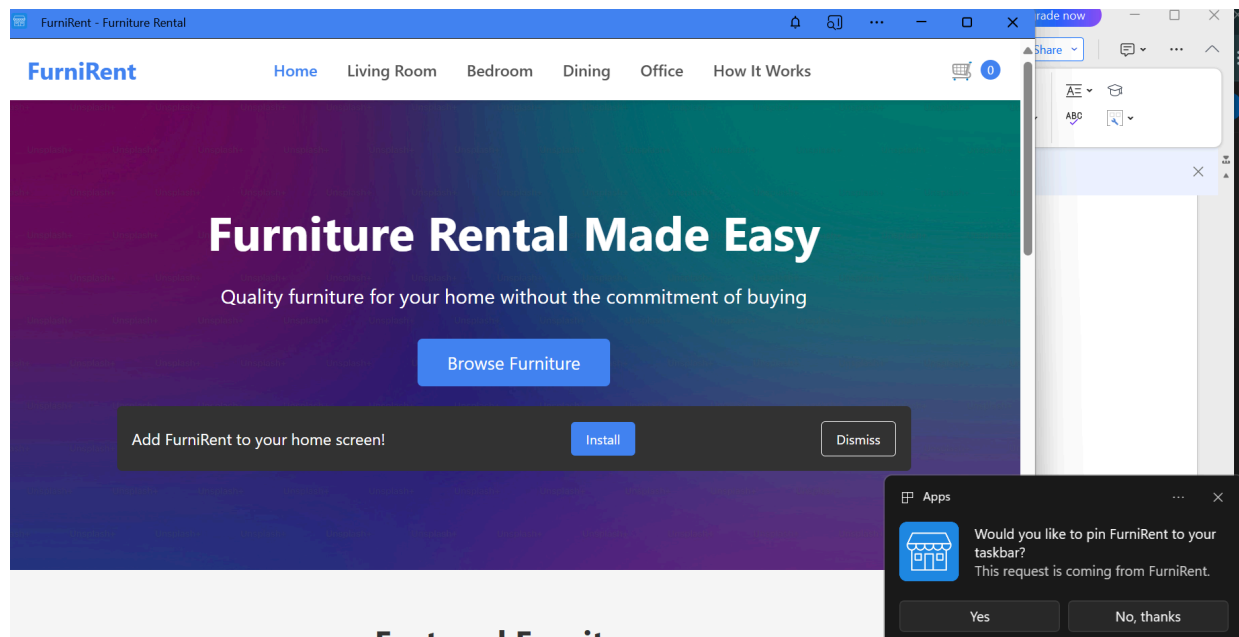 FurniRent - Furniture Rental
rade now
Share
FurniRent
Home Living Room Bedroom Dining Office How It Works
0
ABC
Furniture Rental Made Easy
Quality furniture for your home without the commitment of buying
Browse Furniture
Add FurniRent to your home screen!
Install
Dismiss
Apps
Would you like to pin FurniRent to your
taskbar?
This request is coming from FurniRent.
Yes
No, thanks